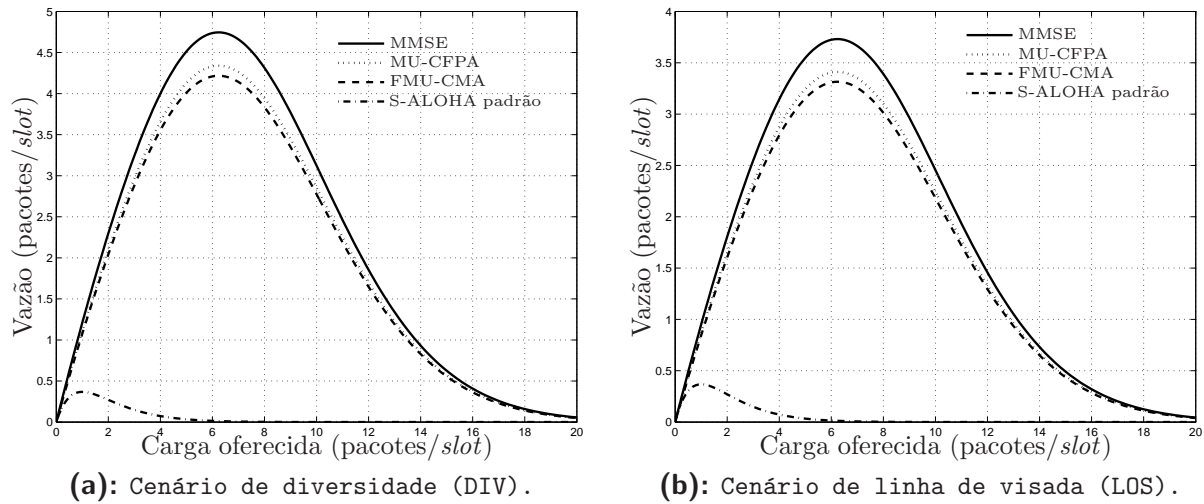 5
4.5
4
3.5
3
2.5
2
1.5
1
0.5
0
0 2 4 6 8 10 12 14 16 18 20
Vazão (pacotes/slot)
Carga oferecida (pacotes/slot)
MMSE
MU-CFPA
FMU-CMA
S-ALOHA padrão
(a): Cenário de diversidade (DIV).
4
3.5
3
2.5
2
1.5
1
0.5
0
0 2 4 6 8 10 12 14 16 18 20
Vazão (pacotes/slot)
Carga oferecida (pacotes/slot)
MMSE
MU-CFPA
FMU-CMA
S-ALOHA padrão
(b): Cenário de linha de visada (LOS).